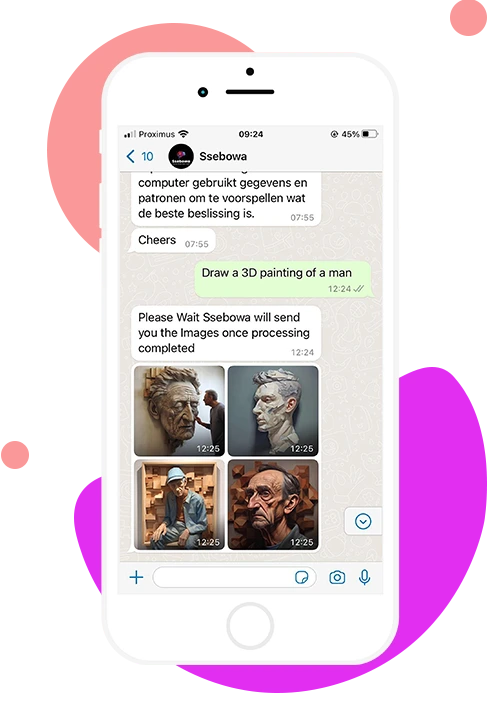 Proximus
09:24
45%
10
Ssebowa
Ssebowa
computer gebruikt gegevens en
patronen om te voorspellen wat
de beste beslissing is.
07:55
Cheers
07:55
Draw a 3D painting of a man
12:24
Please Wait Ssebowa will send
you the Images once processing
completed
12:24
12:25
12:25
12:25
12:25